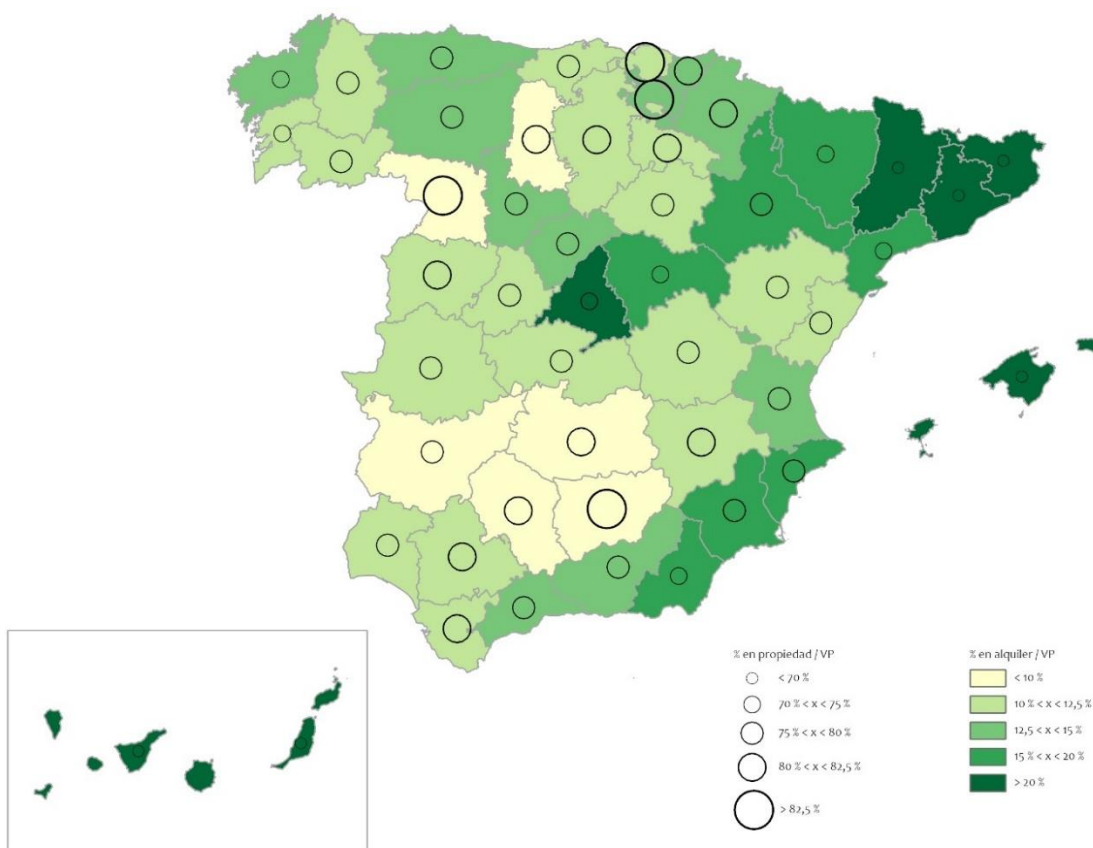 % en propiedad / VP
< 70 %
70 % < x < 75 %
75 % < x < 80 %
80 % < x < 82,5 %
> 82,5 %
% en alquiler / VP
< 10 %
10 % < x < 12,5 %
12,5 < x < 15 %
15 % < x < 20 %
> 20 %